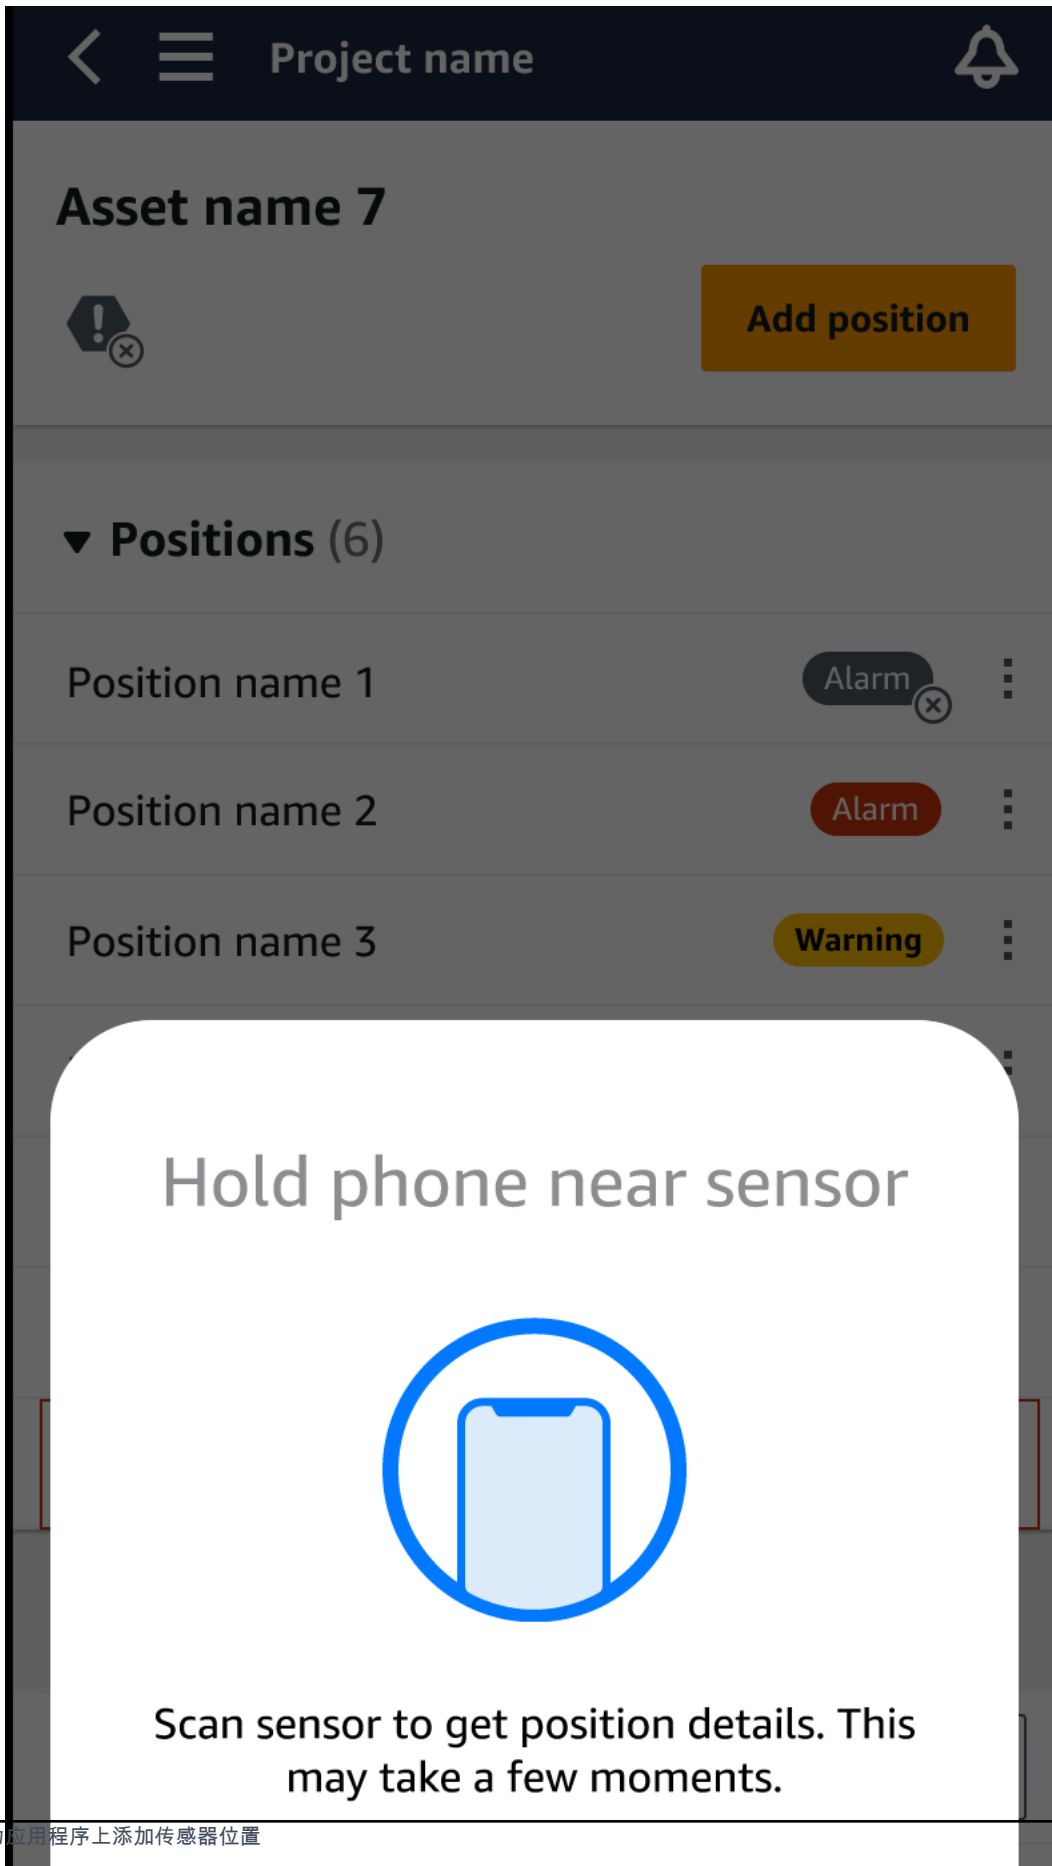 Project name
Asset name 7
Add position
Positions (6)
Position name 1 Alarm
Position name 2 Alarm
Position name 3 Warning
Hold phone near sensor
Scan sensor to get position details. This
may take a few moments.
应用程序上添加传感器位置